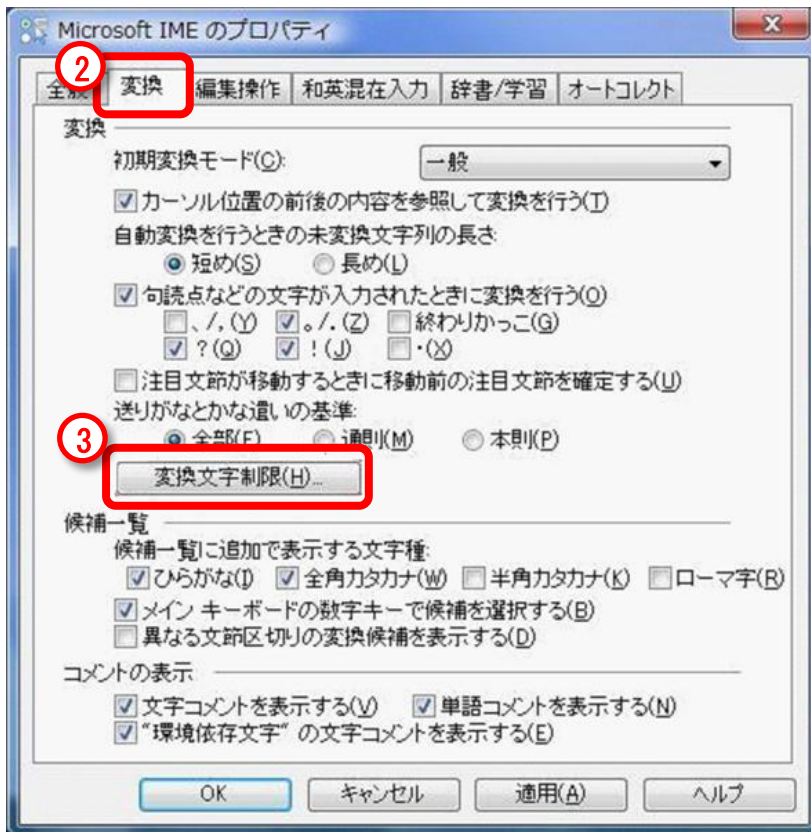 Microsoft IME のプロパティ
②
全般 変換 編集操作 和英混在入力 辞書/学習 オートコレクト
変換
初期変換モード(C): 一般
カーソル位置の前後の内容を参照して変換を行う(T)
自動変換を行うときの未変換文字列の長さ:
短め(S) 長め(L)
句読点などの文字が入力されたときに変換を行う(O)
、/,(Y) 。/.(Z) 終わりかっこ(G)
?(Q) !(J) ・(X)
注目文節が移動するときに移動前の注目文節を確定する(U)
送りがなとかな遣いの基準:
③
全部(F) 通則(M) 本則(P)
変換文字制限(H)...
候補一覧
候補一覧に追加で表示する文字種:
ひらがな(I) 全角カタカナ(W) 半角カタカナ(K) ローマ字(R)
メイン キーボードの数字キーで候補を選択する(B)
異なる文節区切りの変換候補を表示する(D)
コメントの表示
文字コメントを表示する(V) 単語コメントを表示する(N)
"環境依存文字" の文字コメントを表示する(E)
OK キャンセル 適用(A) ヘルプ